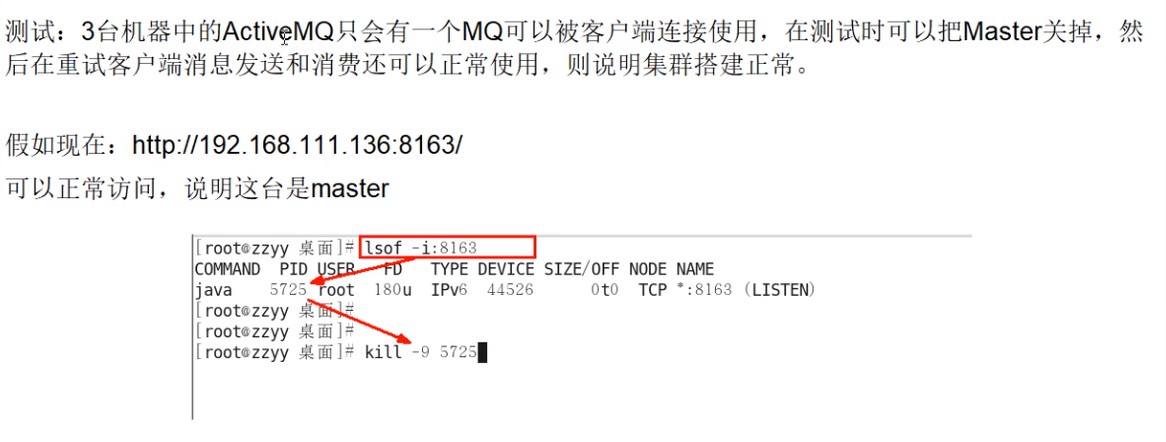 测试：3台机器中的ActiveMQ只会有一个MQ可以被客户端连接使用，在测试时可以把Master关掉，然
后在重试客户端消息发送和消费还可以正常使用，则说明集群搭建正常。
假如现在：http://192.168.111.136:8163/
可以正常访问，说明这台是master
[root@zzyy 桌面]# lsof -i:8163
COMMAND PID USER FD TYPE DEVICE SIZE/OFF NODE NAME
java 5725 root 180u IPv6 44526 0t0 TCP *:8163 (LISTEN)
[root@zzyy 桌面]#
[root@zzyy 桌面]#
[root@zzyy 桌面]# kill -9 5725